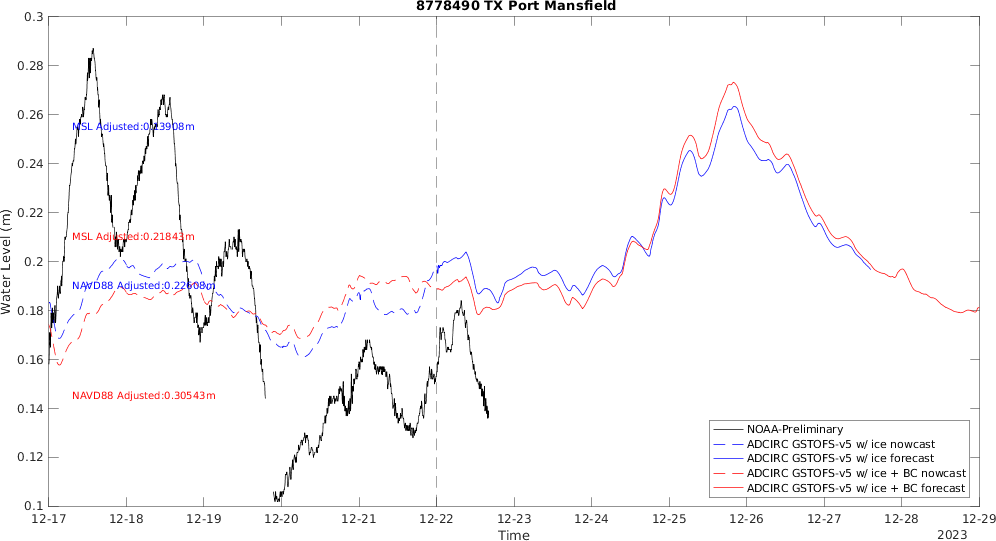 8778490 TX Port Mansfield
0.3
0.28
0.26
0.24
0.22
0.2
0.18
0.16
0.14
0.12
0.1
Water Level (m)
MSL Adjusted:0.23908m
MSL Adjusted:0.21843m
NAVD88 Adjusted:0.22608m
NAVD88 Adjusted:0.30543m
NOAA-Preliminary
ADCIRC GSTOFS-v5 w/ ice nowcast
ADCIRC GSTOFS-v5 w/ ice forecast
ADCIRC GSTOFS-v5 w/ ice + BC nowcast
ADCIRC GSTOFS-v5 w/ ice + BC forecast
12-17 12-18 12-19 12-20 12-21 12-22 12-23 12-24 12-25 12-26 12-27 12-28 12-29
Time
2023